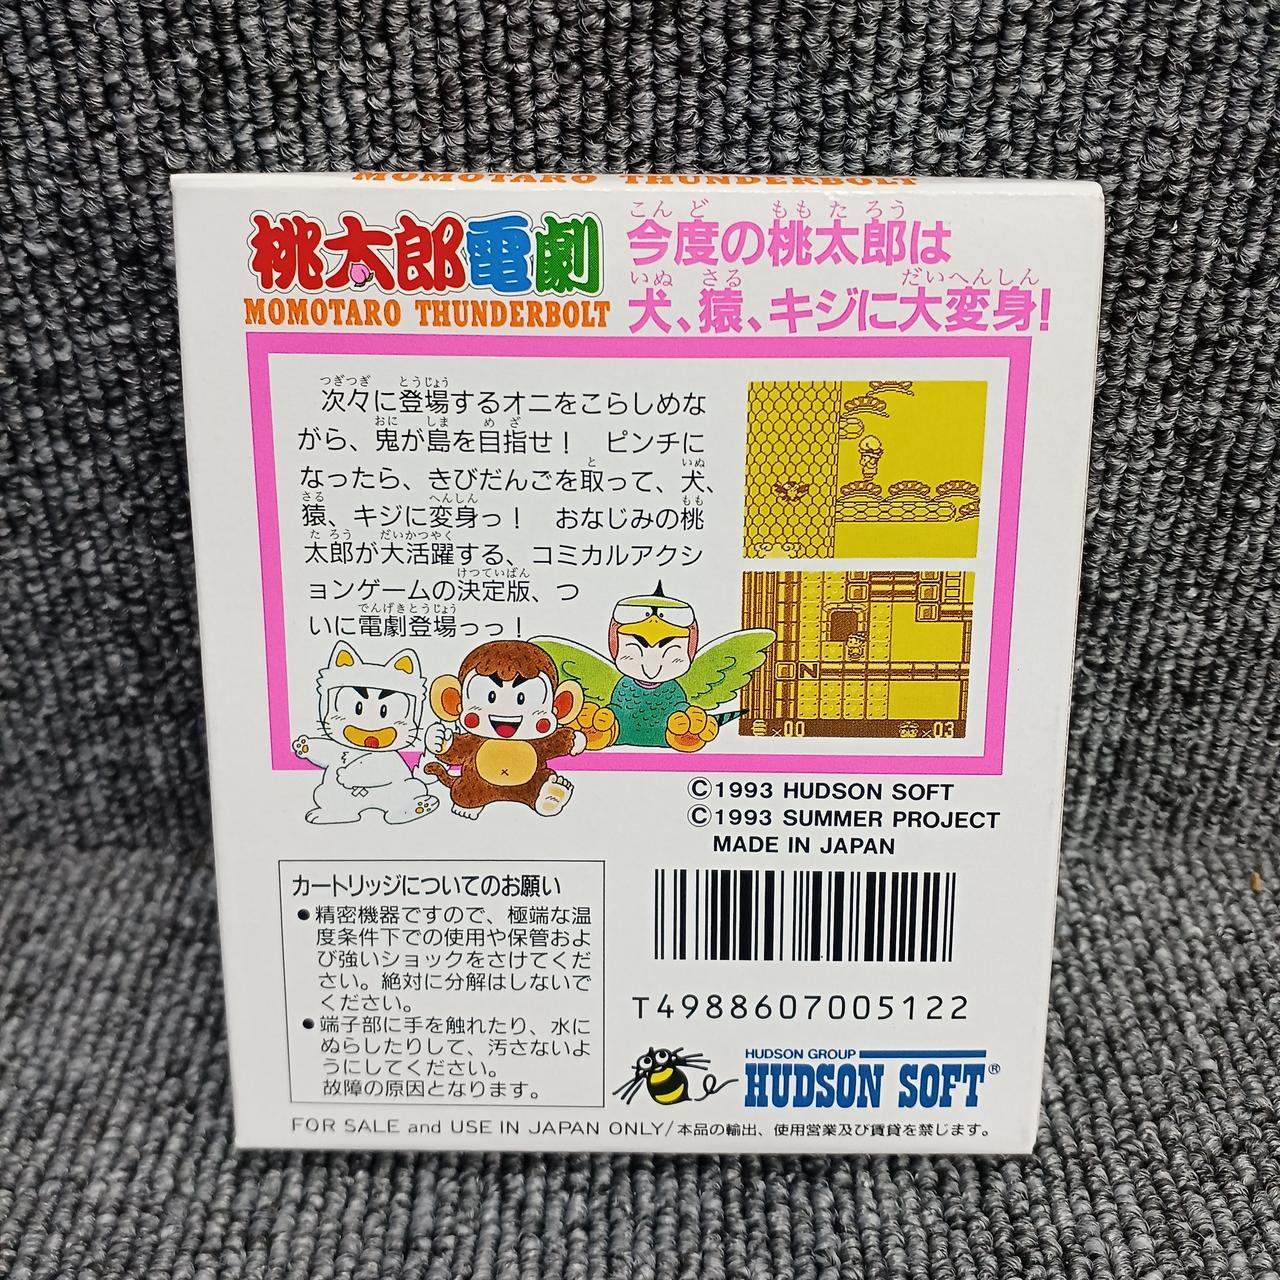 MOMOTARO THUNDERBOLT
桃太郎電劇
MOMOTARO THUNDERBOLT
こんど ももたろう
今度の桃太郎は
いぬ さる だいへんしん
犬、猿、キジに大変身!
つぎつぎ とうじょう
次々に登場するオニをこらしめな
おに しま めざ
がら、鬼が島を目指せ! ピンチに
と いぬ
なったら、きびだんごを取って、犬、
さる へんしん もも
猿、キジに変身っ! おなじみの桃
たろう だいかつやく
太郎が大活躍する、コミカルアクシ
けっていばん
ョンゲームの決定版、つ
でんげきとうじょう
いに電劇登場っっ!
N
×00 ×03
©1993 HUDSON SOFT
©1993 SUMMER PROJECT
MADE IN JAPAN
カートリッジについてのお願い
●精密機器ですので、極端な温
度条件下での使用や保管およ
び強いショックをさけてくだ
さい。絶対に分解はしないで
ください。
●端子部に手を触れたり、水に
ぬらしたりして、汚さないよ
うにしてください。
故障の原因となります。
T4988607005122
HUDSON GROUP
HUDSON SOFT®
FOR SALE and USE IN JAPAN ONLY/本品の輸出、使用営業及び賃貸を禁じます。